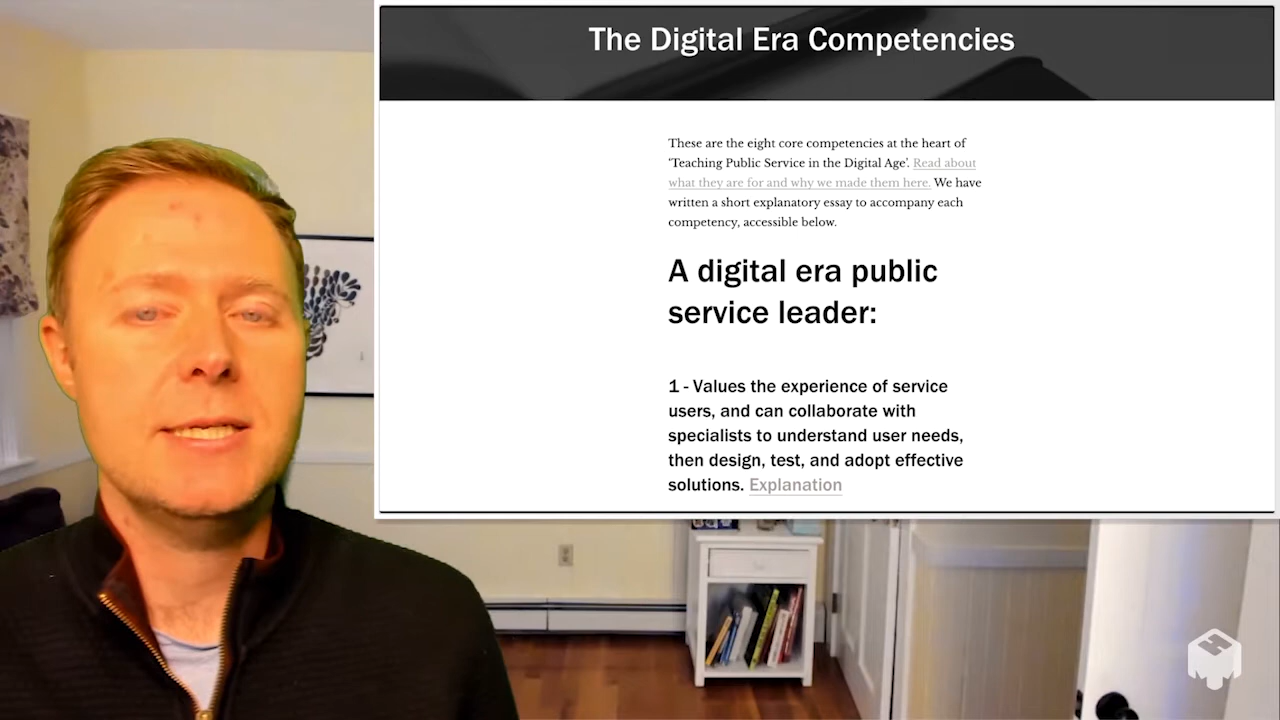 The Digital Era Competencies
These are the eight core competencies at the heart of
'Teaching Public Service in the Digital Age'. Read about
what they are for and why we made them here. We have
written a short explanatory essay to accompany each
competency, accessible below.
A digital era public
service leader:
1 - Values the experience of service
users, and can collaborate with
specialists to understand user needs,
then design, test, and adopt effective
solutions. Explanation